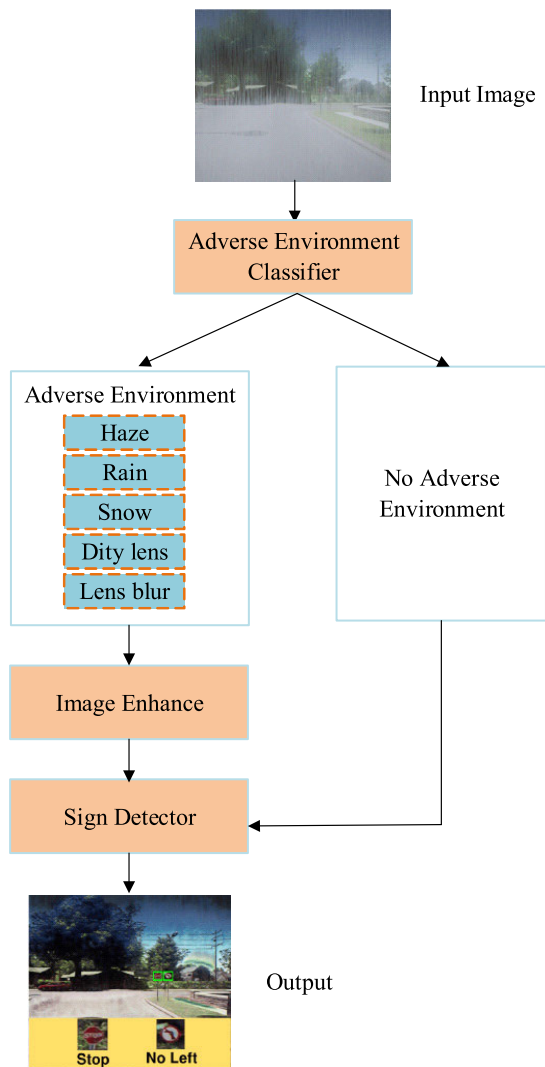 Input Image
Adverse Environment
Classifier
Adverse Environment
Haze
Rain
Snow
Dity lens
Lens blur
No Adverse
Environment
Image Enhance
Sign Detector
Output
Stop
No Left